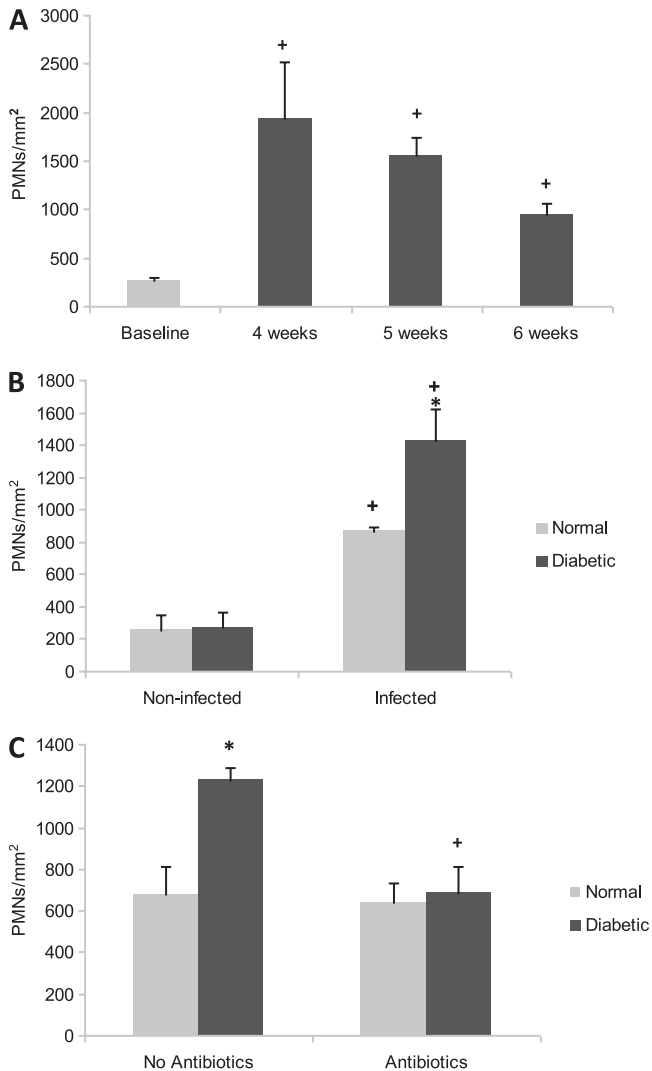 A
3000
2500
2000
1500
1000
500
0
PMNs/mm²
+
+
+
Baseline 4 weeks 5 weeks 6 weeks
B
1800
1600
1400
1200
1000
800
600
400
200
0
PMNs/mm²
+
*
+
Normal
Diabetic
Non-infected Infected
C
1400
1200
1000
800
600
400
200
0
PMNs/mm²
*
+
Normal
Diabetic
No Antibiotics Antibiotics